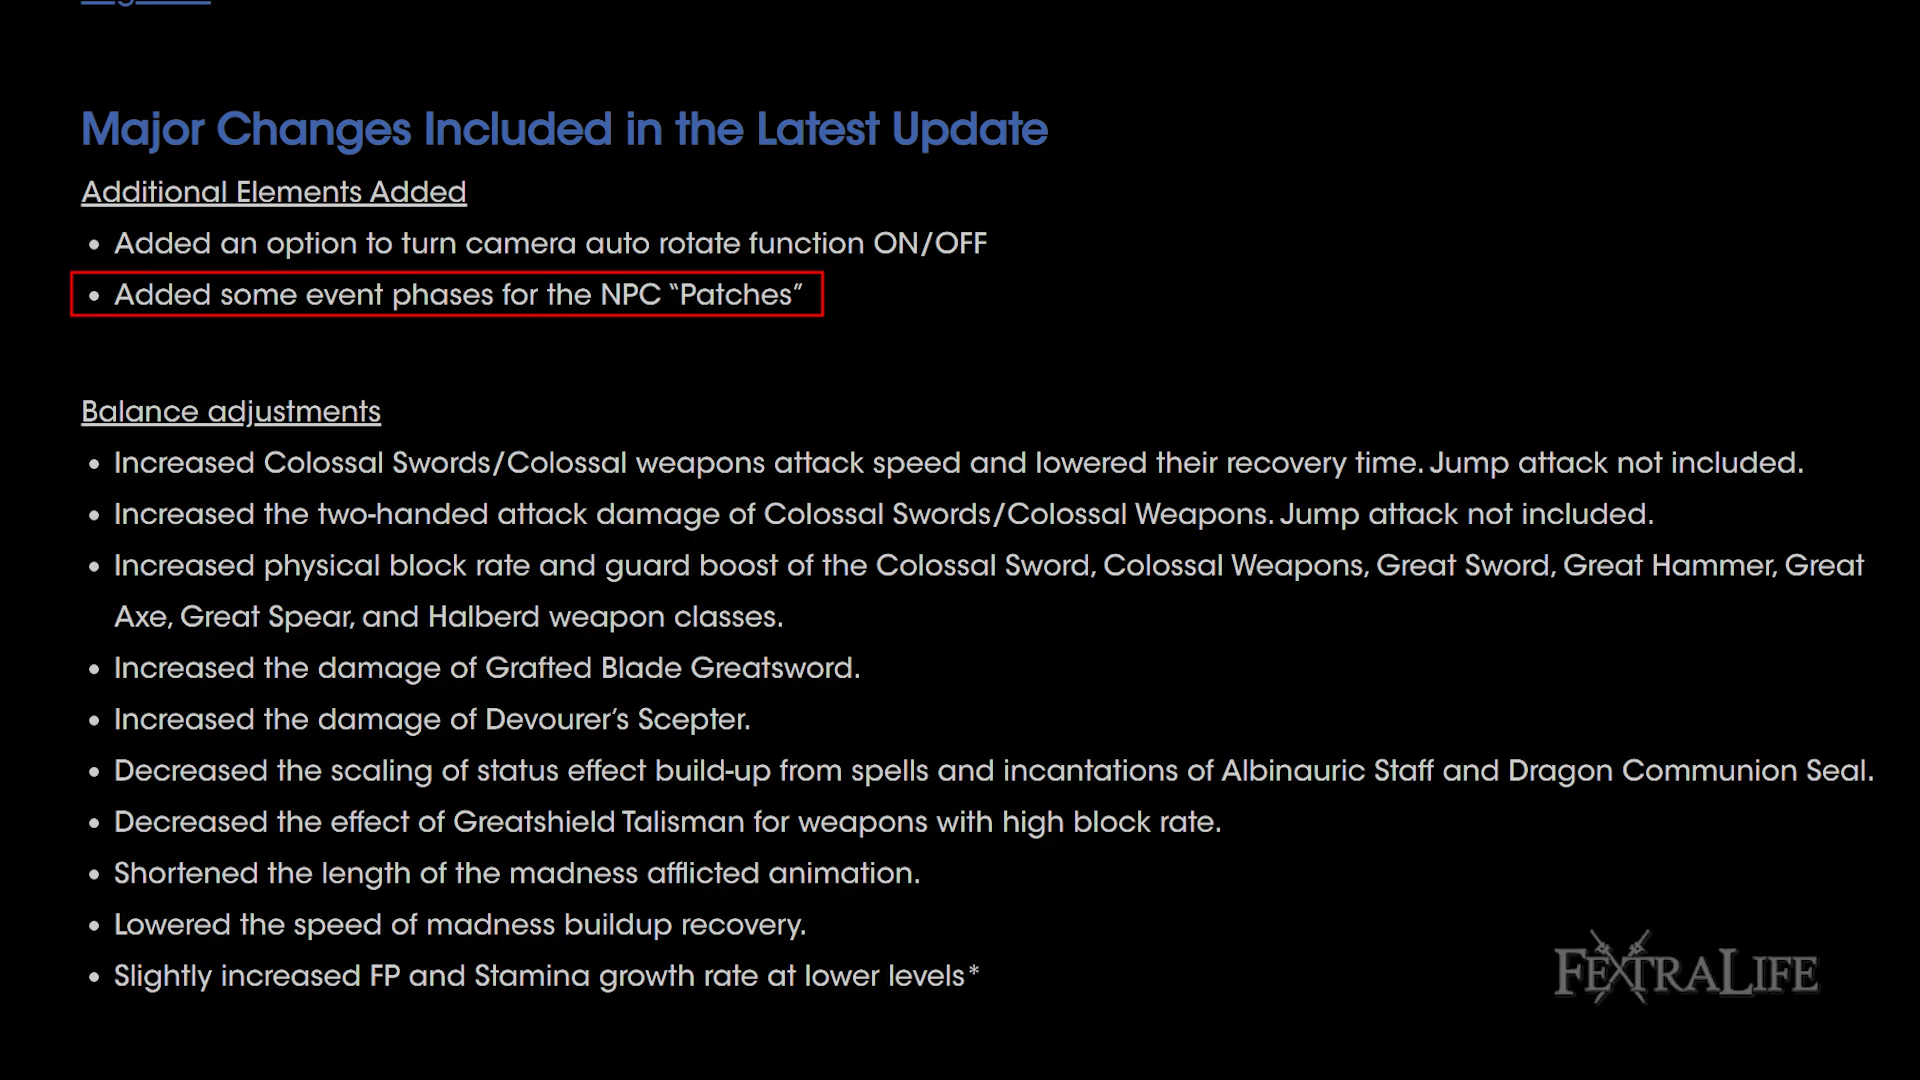 Major Changes Included in the Latest Update
Additional Elements Added
• Added an option to turn camera auto rotate function ON/OFF
• Added some event phases for the NPC “Patches”
Balance adjustments
• Increased Colossal Swords/Colossal weapons attack speed and lowered their recovery time. Jump attack not included.
• Increased the two-handed attack damage of Colossal Swords/Colossal Weapons. Jump attack not included.
• Increased physical block rate and guard boost of the Colossal Sword, Colossal Weapons, Great Sword, Great Hammer, Great
Axe, Great Spear, and Halberd weapon classes.
• Increased the damage of Grafted Blade Greatsword.
• Increased the damage of Devourer’s Scepter.
• Decreased the scaling of status effect build-up from spells and incantations of Albinauric Staff and Dragon Communion Seal.
• Decreased the effect of Greatshield Talisman for weapons with high block rate.
• Shortened the length of the madness afflicted animation.
• Lowered the speed of madness buildup recovery.
• Slightly increased FP and Stamina growth rate at lower levels*
FEXTRALIFE